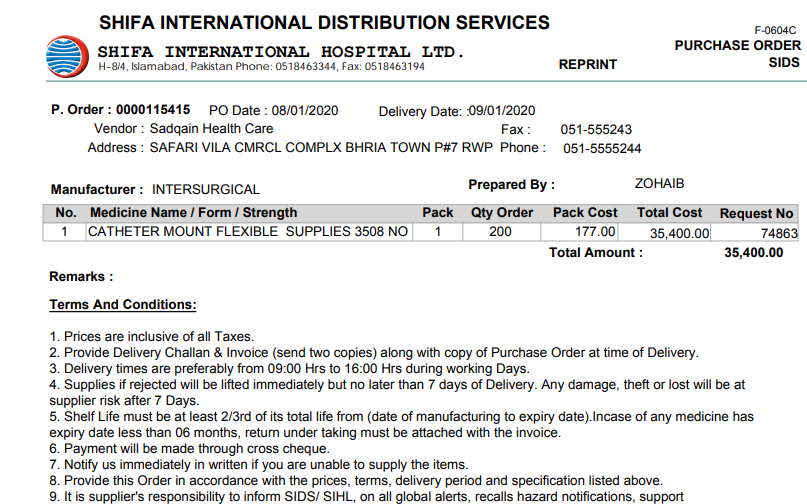 SHIFA INTERNATIONAL DISTRIBUTION SERVICES
F-0604C
SHIFA INTERNATIONAL HOSPITAL LTD.
PURCHASE ORDER
H-8/4, Islamabad, Pakistan Phone: 0518463344, Fax: 0518463194
REPRINT
SIDS
P. Order : 0000115415 PO Date : 08/01/2020 Delivery Date: :09/01/2020
Vendor : Sadqain Health Care Fax : 051-555243
Address : SAFARI VILA CMRCL COMPLX BHRIA TOWN P#7 RWP Phone : 051-5555244
Manufacturer : INTERSURGICAL Prepared By : ZOHAIB
No. Medicine Name / Form / Strength Pack Qty Order Pack Cost Total Cost Request No
1 CATHETER MOUNT FLEXIBLE SUPPLIES 3508 NO 1 200 177.00 35,400.00 74863
Total Amount : 35,400.00
Remarks :
Terms And Conditions:
1. Prices are inclusive of all Taxes.
2. Provide Delivery Challan & Invoice (send two copies) along with copy of Purchase Order at time of Delivery.
3. Delivery times are preferably from 09:00 Hrs to 16:00 Hrs during working Days.
4. Supplies if rejected will be lifted immediately but no later than 7 days of Delivery. Any damage, theft or lost will be at
supplier risk after 7 Days.
5. Shelf Life must be at least 2/3rd of its total life from (date of manufacturing to expiry date).Incase of any medicine has
expiry date less than 06 months, return under taking must be attached with the invoice.
6. Payment will be made through cross cheque.
7. Notify us immediately in written if you are unable to supply the items.
8. Provide this Order in accordance with the prices, terms, delivery period and specification listed above.
9. It is supplier's responsibility to inform SIDS/ SIHL, on all global alerts, recalls hazard notifications, support